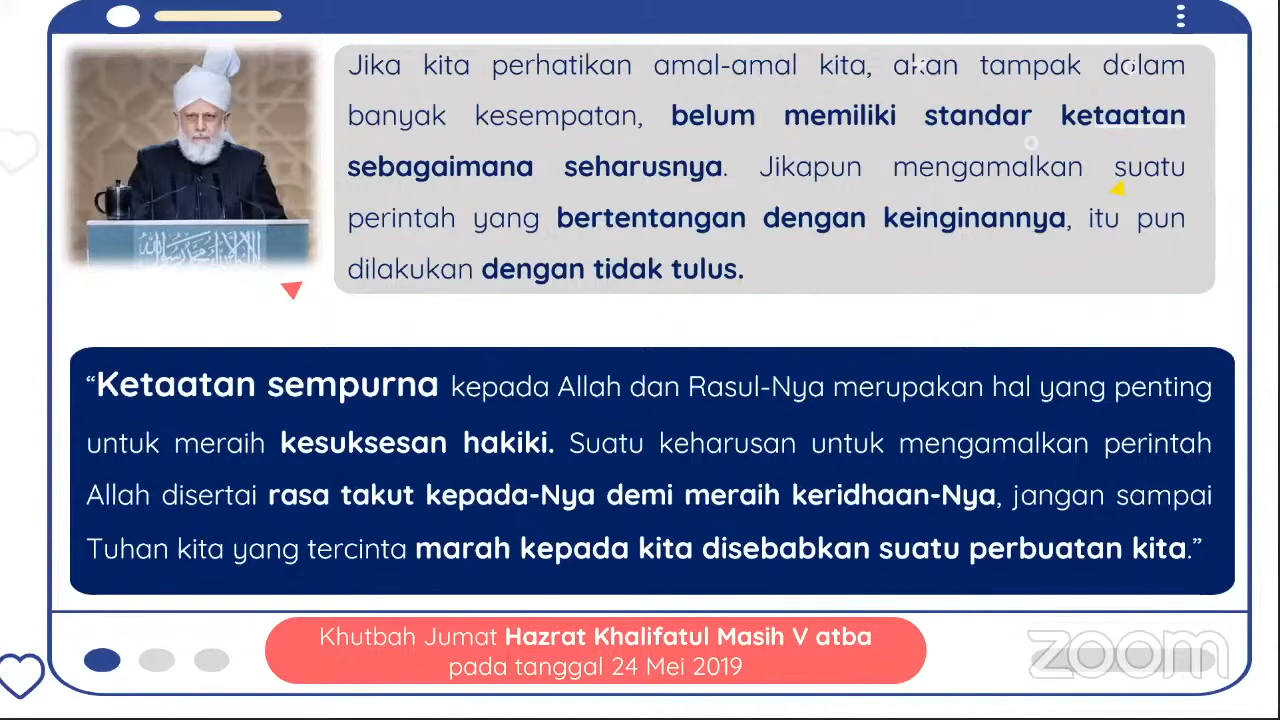 Jika kita perhatikan amal-amal kita, akan tampak dalam
banyak kesempatan, belum memiliki standar ketaatan
sebagaimana seharusnya. Jikapun mengamalkan suatu
perintah yang bertentangan dengan keinginannya, itu pun
dilakukan dengan tidak tulus.
“Ketaatan sempurna kepada Allah dan Rasul-Nya merupakan hal yang penting
untuk meraih kesuksesan hakiki. Suatu keharusan untuk mengamalkan perintah
Allah disertai rasa takut kepada-Nya demi meraih keridhaan-Nya, jangan sampai
Tuhan kita yang tercinta marah kepada kita disebabkan suatu perbuatan kita.”
Khutbah Jumat Hazrat Khalifatul Masih V atba
pada tanggal 24 Mei 2019
zoom